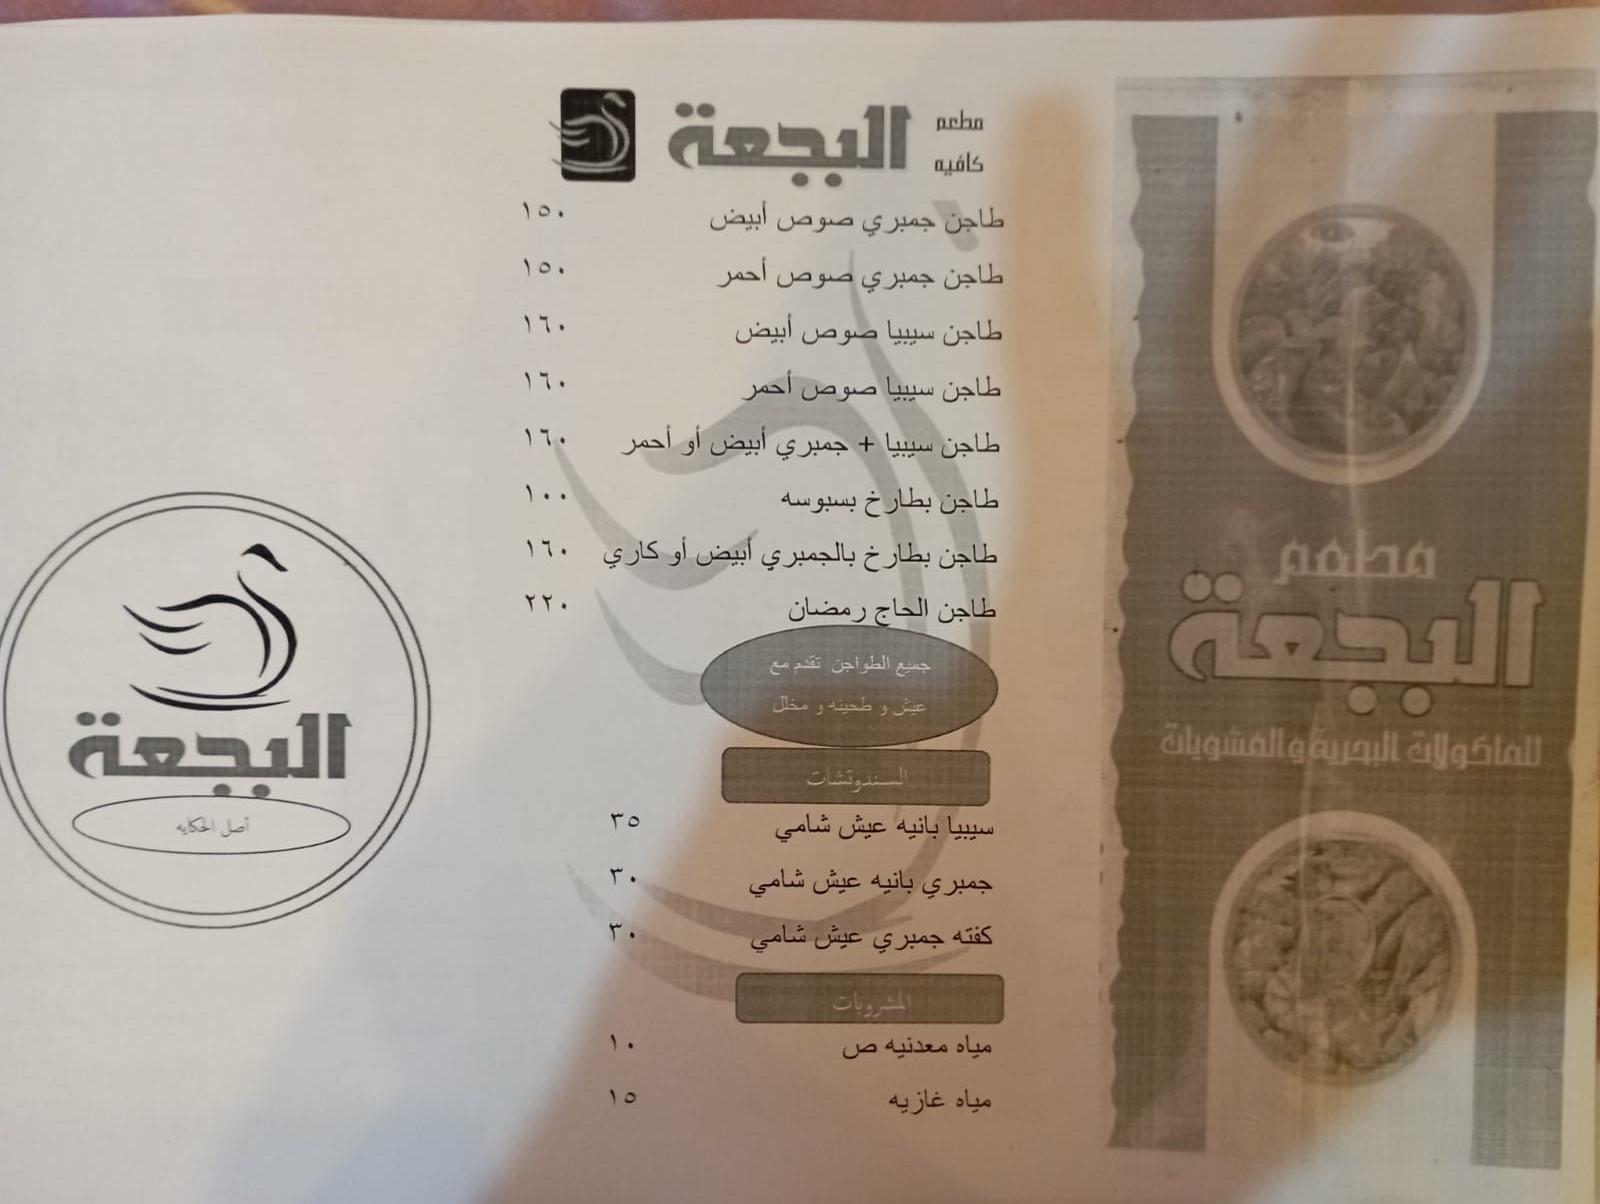 مطعم
كافيه
البجعة
طاجن جمبري صوص أبيض ١٥٠
طاجن جمبري صوص أحمر ١٥٠
طاجن سيبيا صوص أبيض ١٦٠
طاجن سيبيا صوص أحمر ١٦٠
طاجن سيبيا + جمبري أبيض أو أحمر ١٦٠
طاجن بطارخ بسبوسه ١٠٠
طاجن بطارخ بالجمبري أبيض أو كاري ١٦٠
طاجن الحاج رمضان ٢٢٠
جميع الطواجن تقدم مع
عيش و طحينه و مخلل
السندوتشات
سيبيا بانيه عيش شامي ٣٥
جمبري بانيه عيش شامي ٣٠
كفته جمبري عيش شامي ٣٠
المشروبات
مياه معدنيه ص ١٠
مياه غازيه ١٥
مطعم
البجعة
للماكولات البحرية والمشويات
البجعة
أصل الحكايه